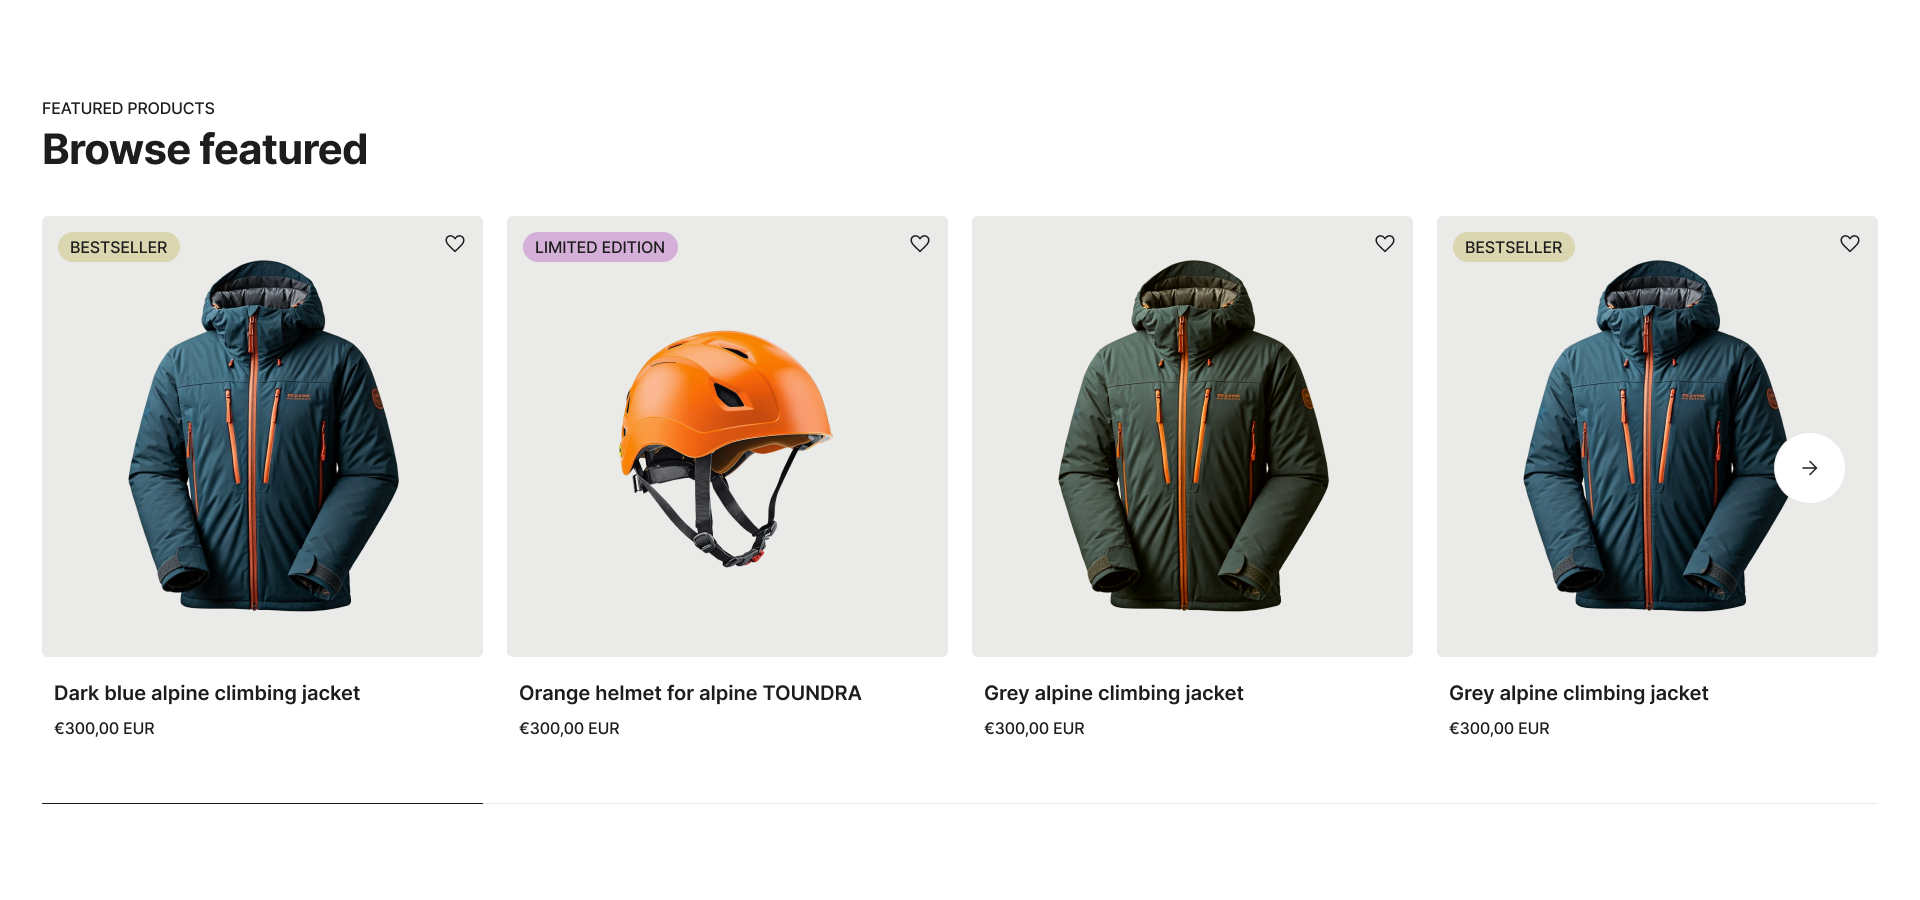 FEATURED PRODUCTS
Browse featured
BESTSELLER
LIMITED EDITION
BESTSELLER
Dark blue alpine climbing jacket
€300,00 EUR
Orange helmet for alpine TOUNDRA
€300,00 EUR
Grey alpine climbing jacket
€300,00 EUR
Grey alpine climbing jacket
€300,00 EUR